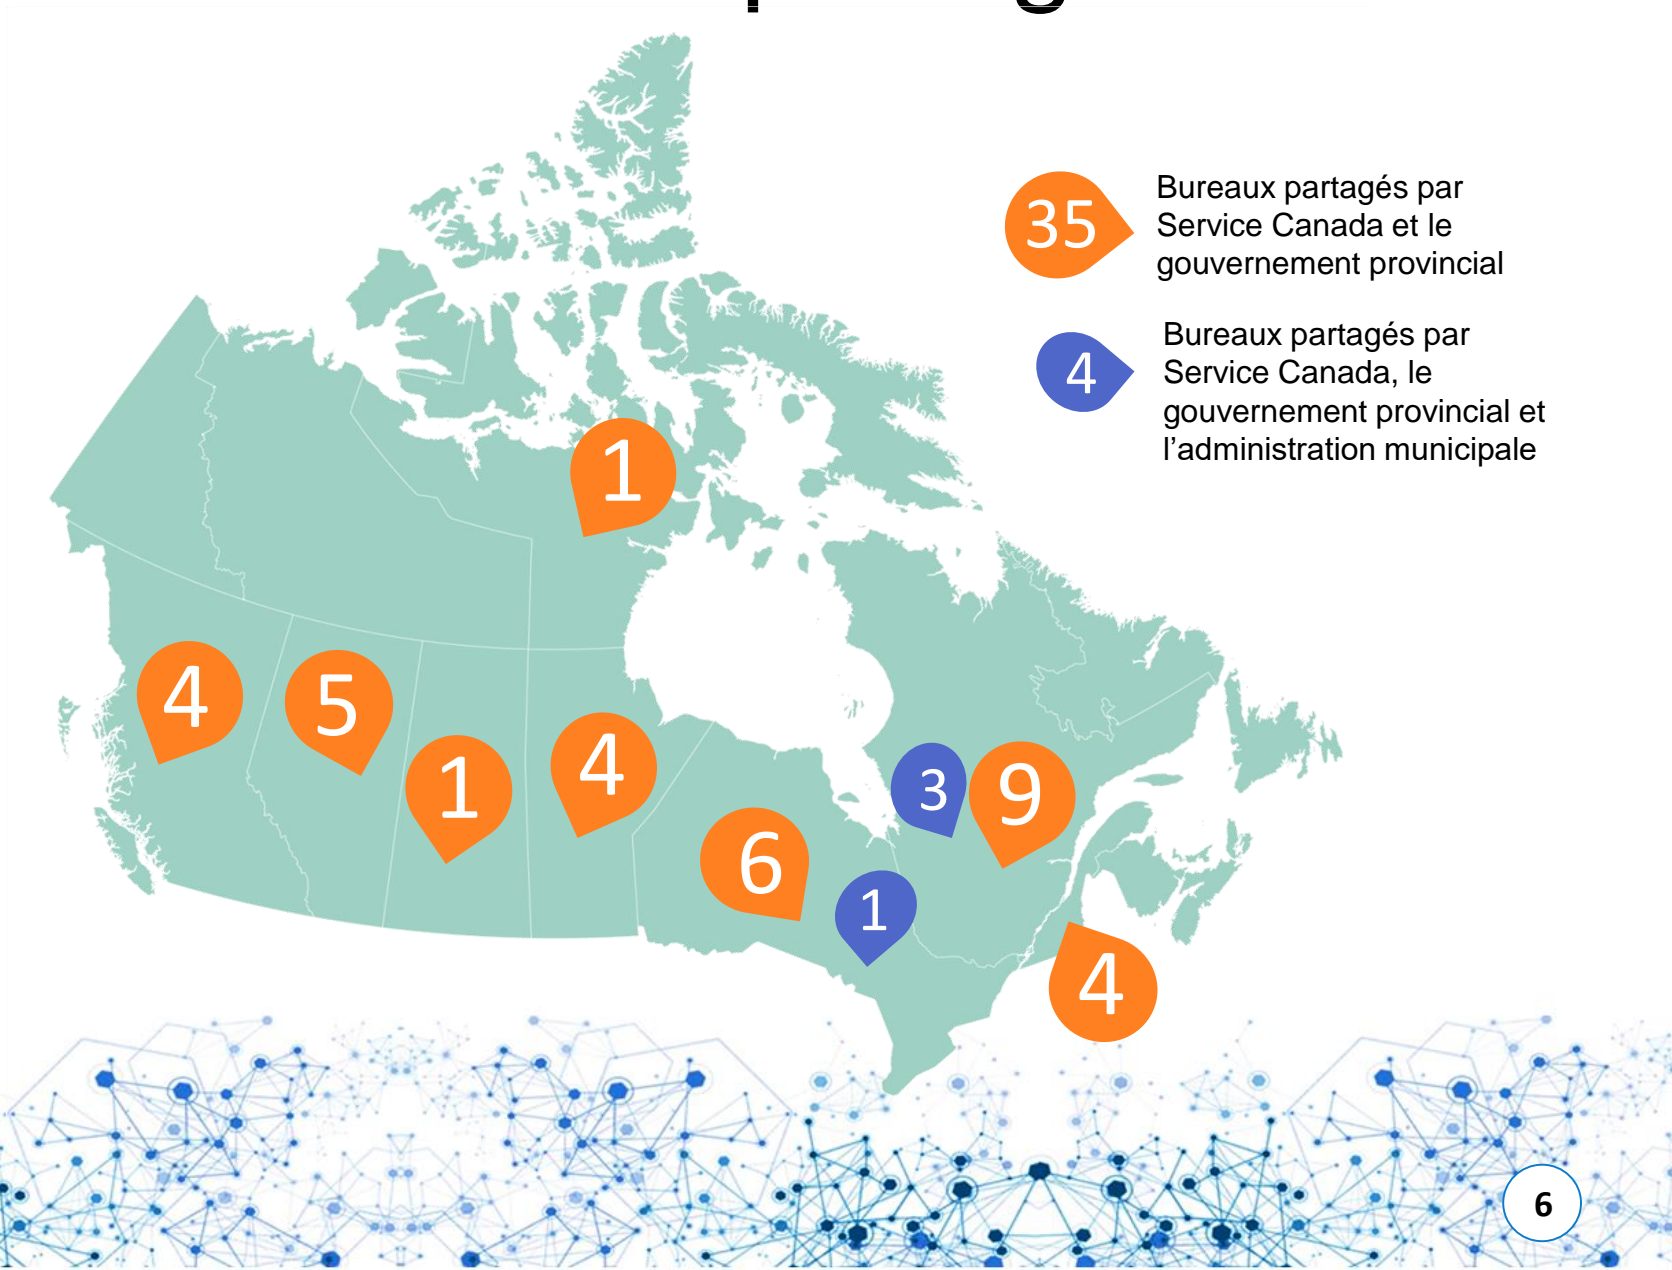 35
Bureaux partagés par
Service Canada et le
gouvernement provincial
4
Bureaux partagés par
Service Canada, le
gouvernement provincial et
l’administration municipale
1
4
5
1
4
3
9
6
1
4
6